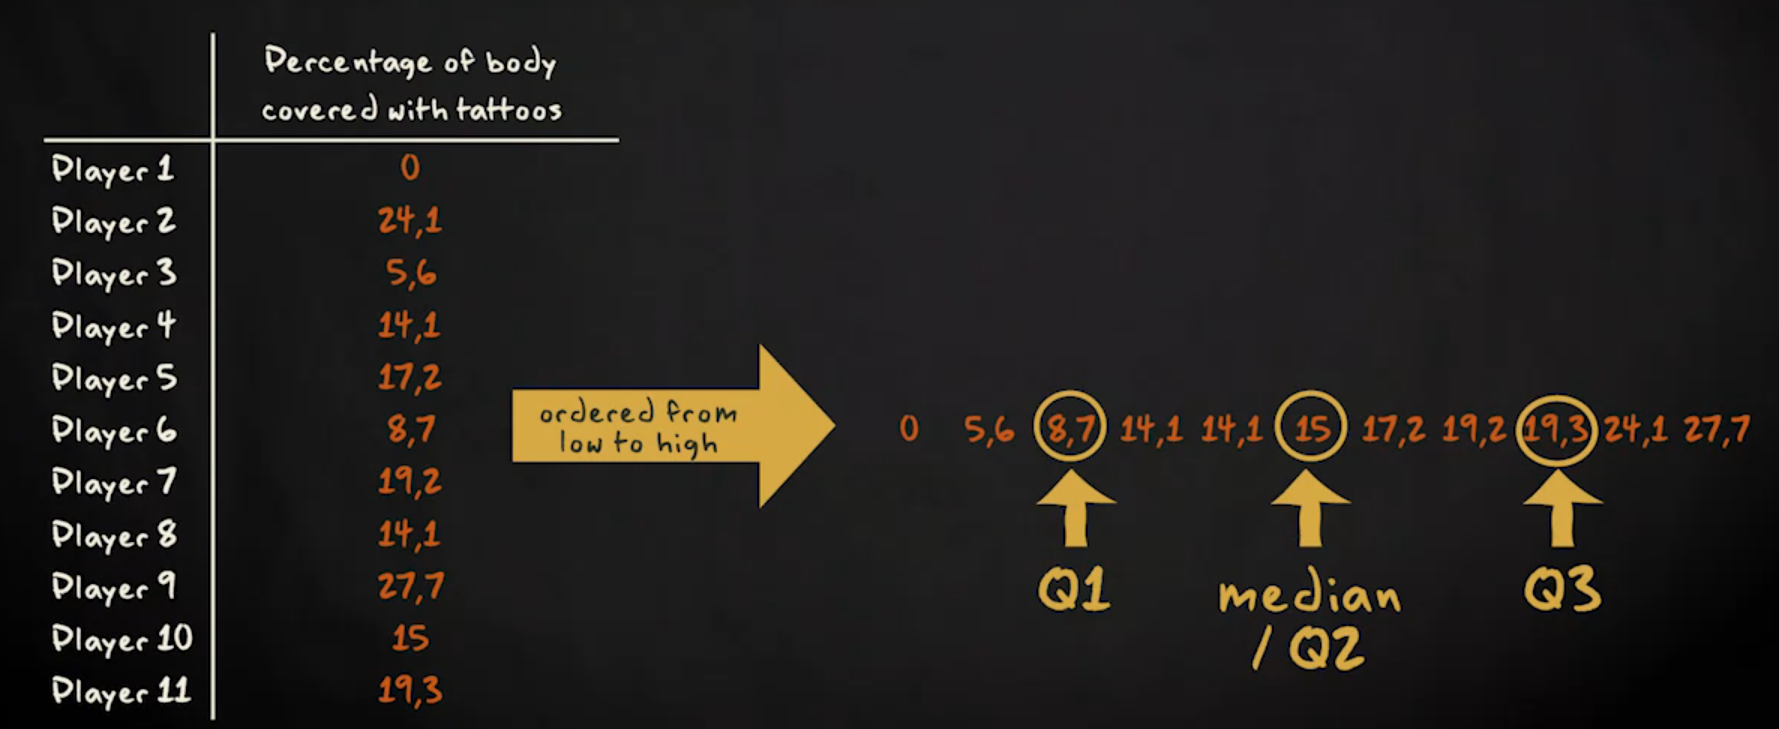 Percentage of body
covered with tattoos
Player 1 0
Player 2 24,1
Player 3 5,6
Player 4 14,1
Player 5 17,2
Player 6 8,7
Player 7 19,2
Player 8 14,1
Player 9 27,7
Player 10 15
Player 11 19,3
ordered from
low to high
0 5,6 8,7 14,1 14,1 15 17,2 19,2 19,3 24,1 27,7
Q1 median Q3
/ Q2